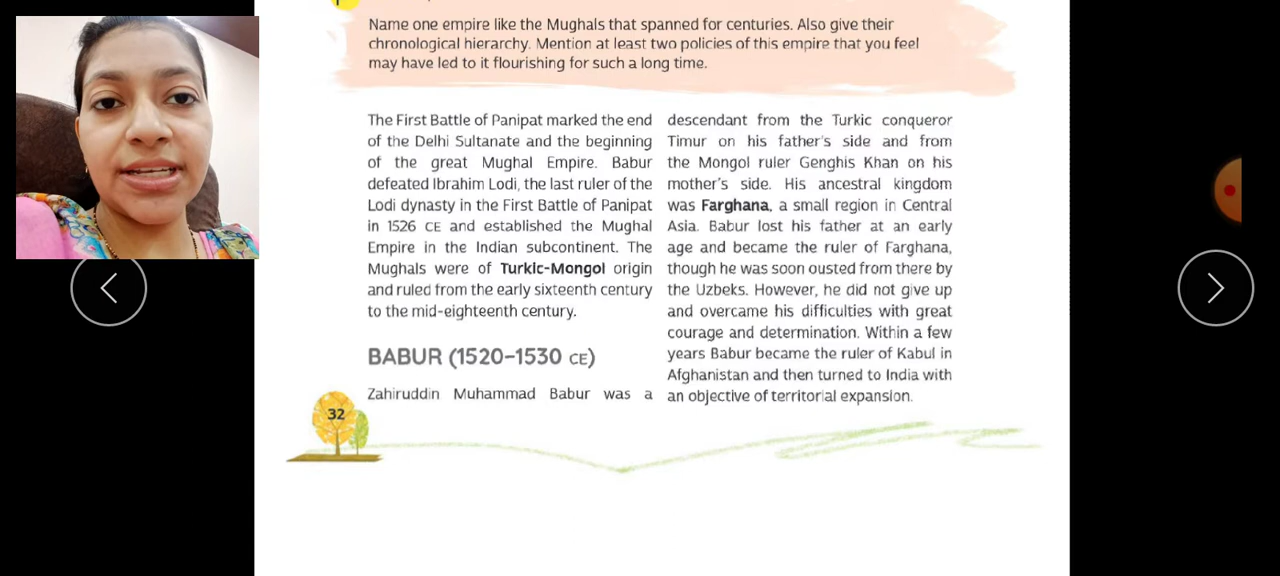 Name one empire like the Mughals that spanned for centuries. Also give their
chronological hierarchy. Mention at least two policies of this empire that you feel
may have led to it flourishing for such a long time.
The First Battle of Panipat marked the end
of the Delhi Sultanate and the beginning
of the great Mughal Empire. Babur
defeated Ibrahim Lodi, the last ruler of the
Lodi dynasty in the First Battle of Panipat
in 1526 CE and established the Mughal
Empire in the Indian subcontinent. The
Mughals were of Turkic-Mongol origin
and ruled from the early sixteenth century
to the mid-eighteenth century.
BABUR (1520–1530 CE)
Zahiruddin Muhammad Babur was a
descendant from the Turkic conqueror
Timur on his father's side and from
the Mongol ruler Genghis Khan on his
mother's side. His ancestral kingdom
was Farghana, a small region in Central
Asia. Babur lost his father at an early
age and became the ruler of Farghana,
though he was soon ousted from there by
the Uzbeks. However, he did not give up
and overcame his difficulties with great
courage and determination. Within a few
years Babur became the ruler of Kabul in
Afghanistan and then turned to India with
an objective of territorial expansion.
32